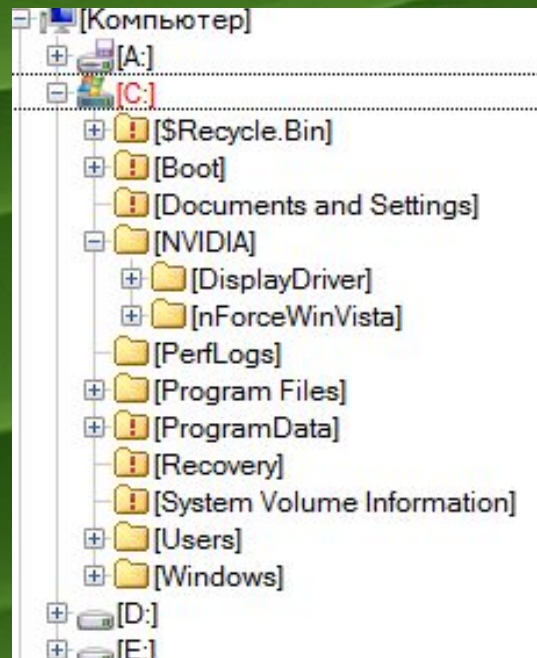 [Компьютер]
[A:]
[C:]
[$Recycle.Bin]
[Boot]
[Documents and Settings]
[NVIDIA]
[DisplayDriver]
[nForceWinVista]
[PerfLogs]
[Program Files]
[ProgramData]
[Recovery]
[System Volume Information]
[Users]
[Windows]
[D:]
[E:]